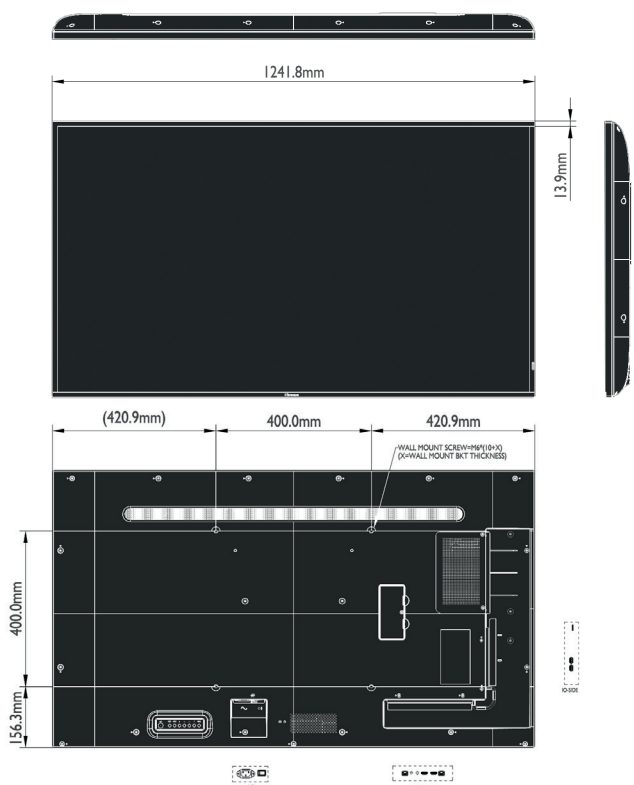 1241.8mm
13.9mm
(420.9mm)
400.0mm
420.9mm
WALL MOUNT SCREW=M6*(10+X)
(X=WALL MOUNT BKT THICKNESS)
400.0mm
156.3mm
IO-SIDE